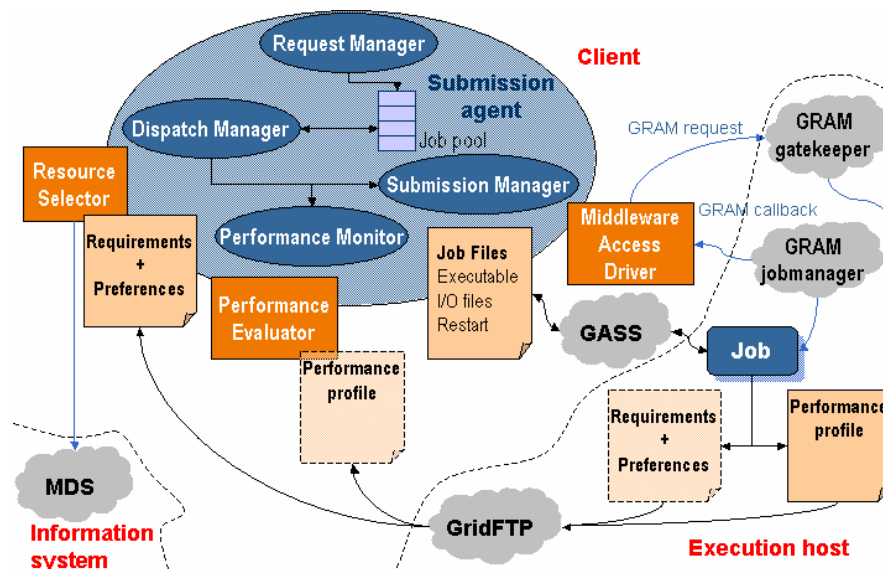 Request Manager
Client
Submission
agent
Dispatch Manager
Job pool
GRAM request
GRAM
gatekeeper
Resource
Selector
Submission Manager
Performance Monitor
Requirements
+
Preferences
Middleware
Access
Driver
GRAM callback
GRAM
jobmanager
Job Files
Executable
I/O files
Restart
Performance
Evaluator
GASS
Job
Performance
profile
Requirements
+
Preferences
Performance
profile
MDS
Information
system
GridFTP
Execution host